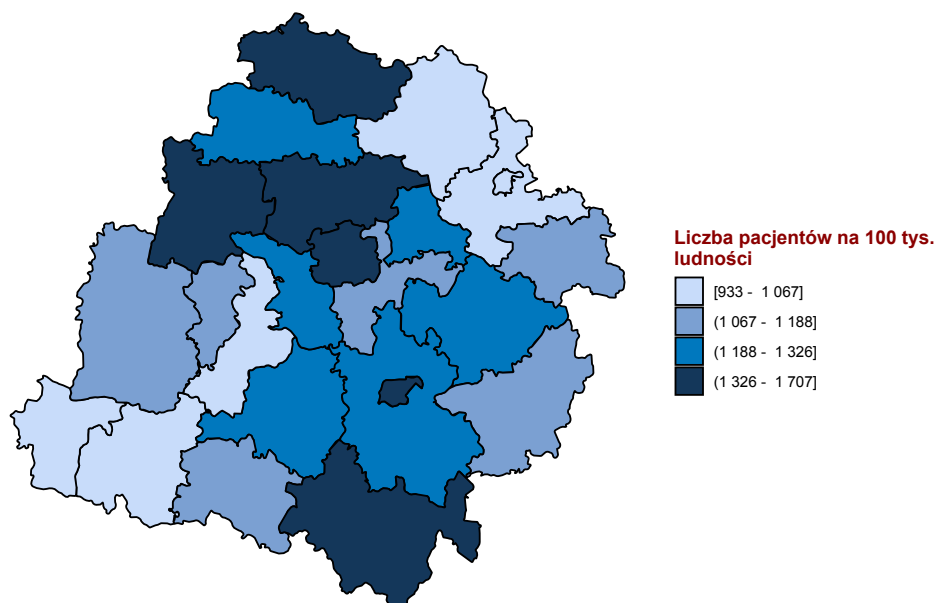 Liczba pacjentów na 100 tys.
ludności
[933 - 1 067]
(1 067 - 1 188]
(1 188 - 1 326]
(1 326 - 1 707]